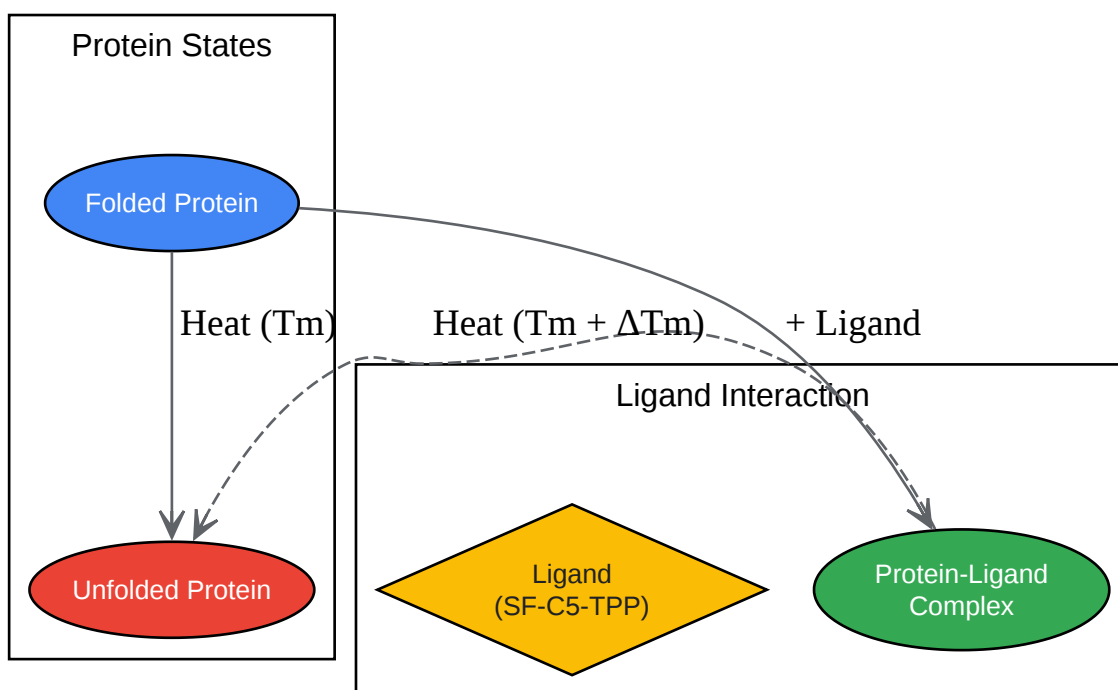 Protein States
Folded Protein
Heat (Tm)
Heat (Tm + ΔTm)
+ Ligand
Ligand Interaction
Unfolded Protein
Ligand
(SF-C5-TPP)
Protein-Ligand
Complex